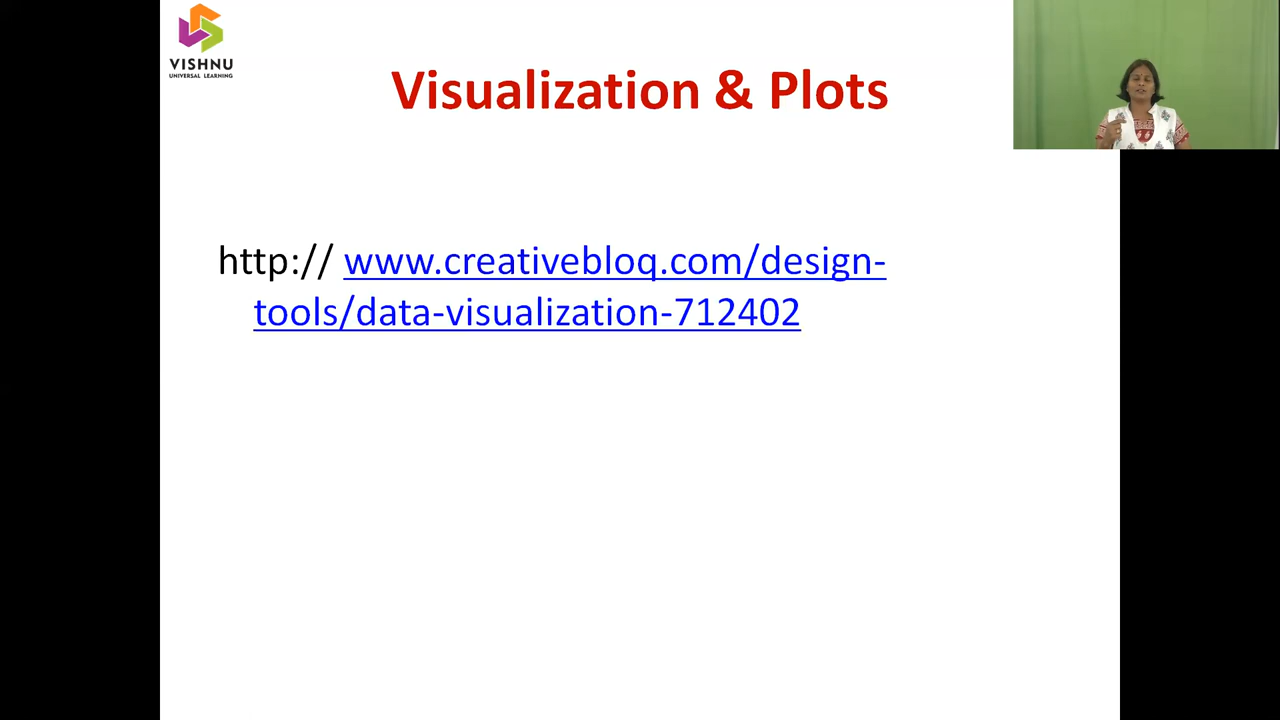 VISHNU
UNIVERSAL LEARNING
Visualization & Plots
http:// www.creativebloq.com/design-
tools/data-visualization-712402